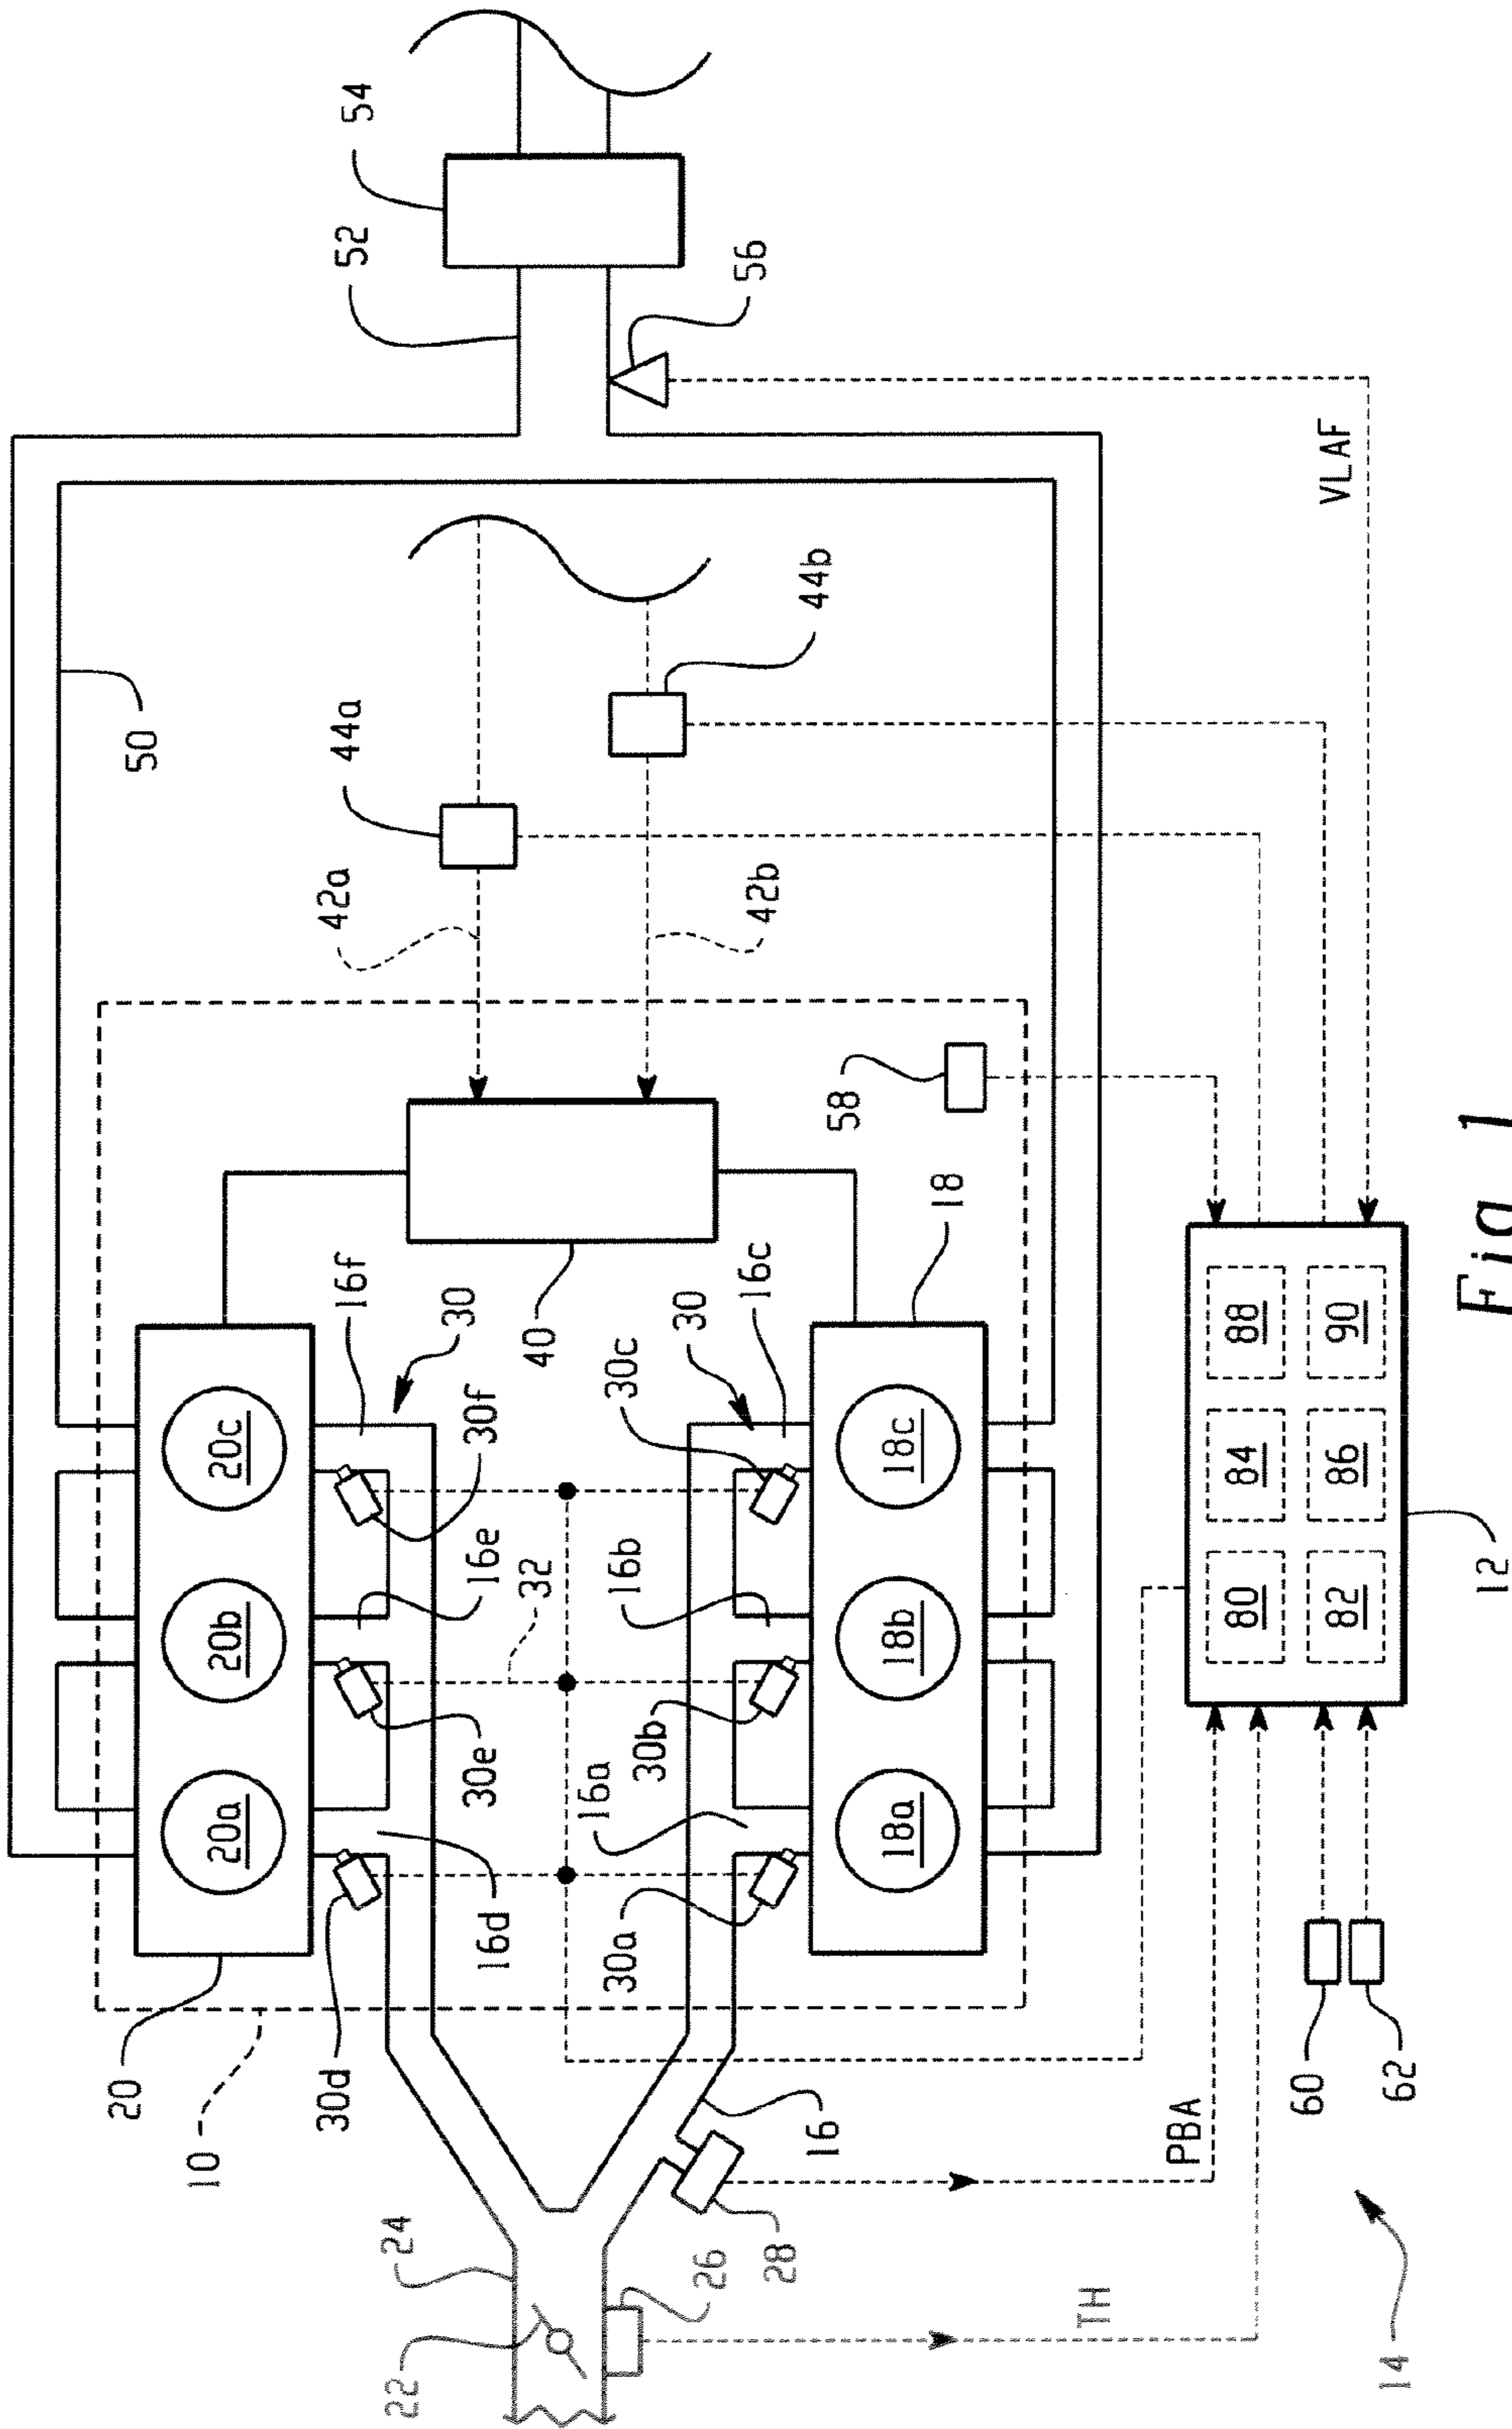 54
52
56
50
44a
44b
42a
42b
VLAF
58
18
40
16f
30
30f
16c
30
30c
20c
20b
20a
18c
18b
18a
16e
32
16b
30e
30b
16a
16d
30a
20
10
30d
88
90
84
86
80
82
12
24
22
26
28
16
PBA
TH
60
62
14
Fig 1